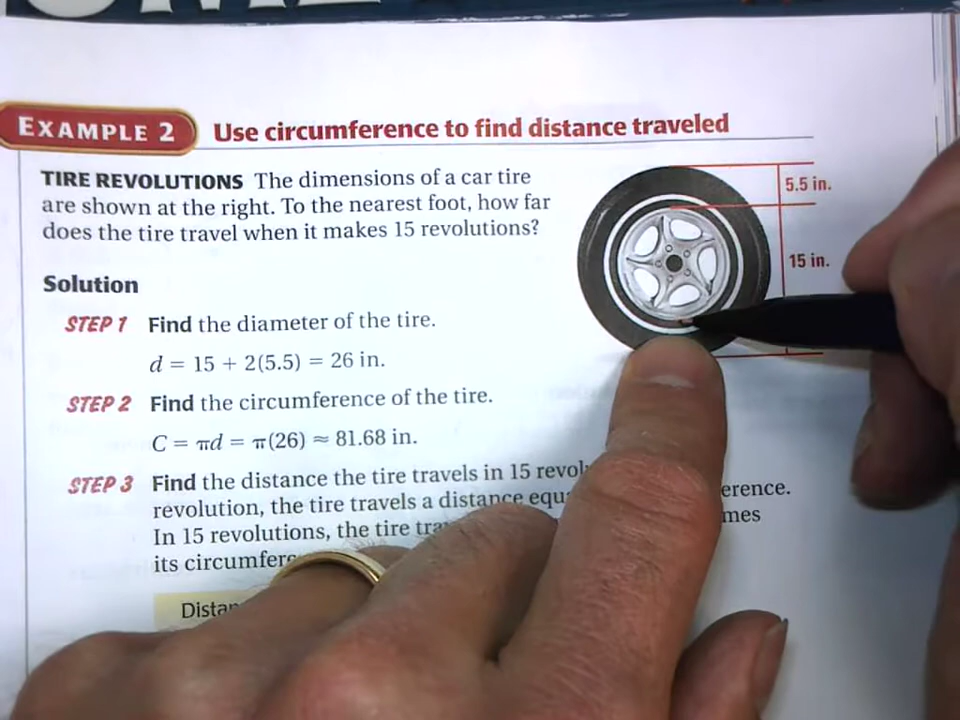 EXAMPLE 2 Use circumference to find distance traveled
TIRE REVOLUTIONS The dimensions of a car tire
are shown at the right. To the nearest foot, how far
does the tire travel when it makes 15 revolutions?
5.5 in.
15 in.
Solution
STEP 1 Find the diameter of the tire.
d = 15 + 2(5.5) = 26 in.
STEP 2 Find the circumference of the tire.
C = πd = π(26) ≈ 81.68 in.
STEP 3 Find the distance the tire travels in 15
revolution, the tire travels a distance
In 15 revolutions, the tire
its